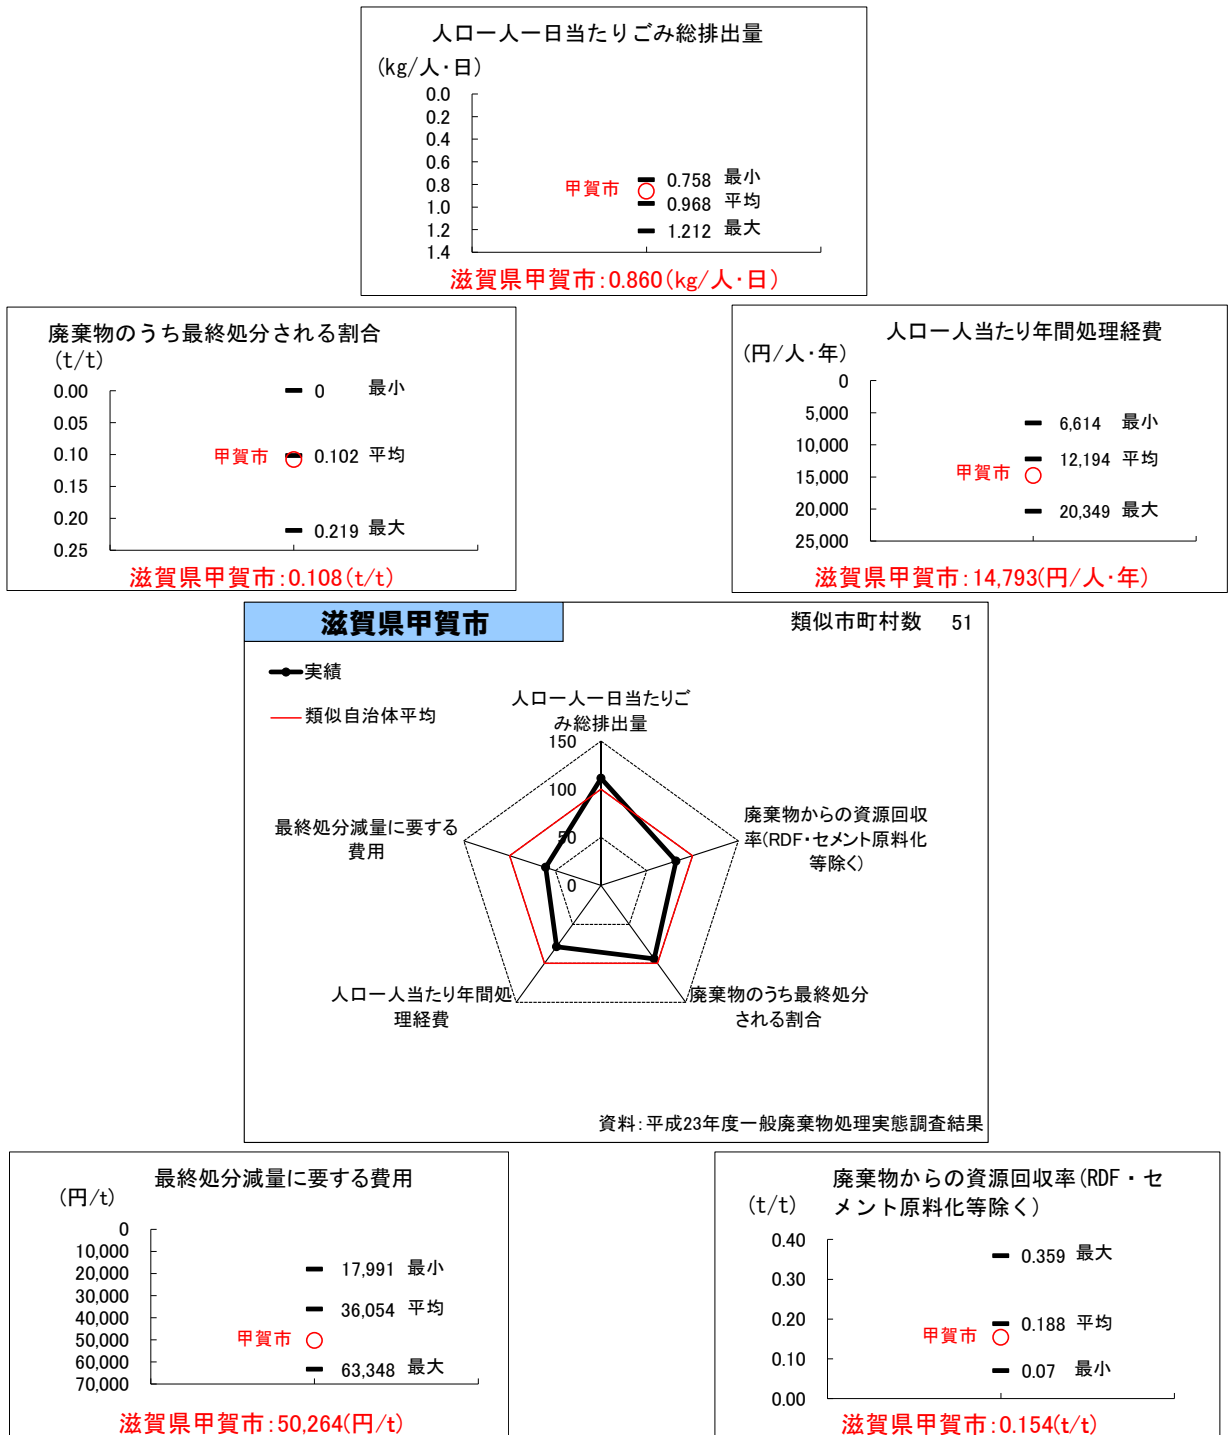 人口一人一日当たりごみ総排出量
(kg/人・日)
0.0
0.2
0.4
0.6
0.8
1.0
1.2
1.4
甲賀市
0.758 最小
0.968 平均
1.212 最大
滋賀県甲賀市:0.860(kg/人・日)
廃棄物のうち最終処分される割合
(t/t)
0.00
0.05
0.10
0.15
0.20
0.25
0 最小
甲賀市
0.102 平均
0.219 最大
滋賀県甲賀市:0.108(t/t)
人口一人当たり年間処理経費
(円/人・年)
0
5,000
10,000
15,000
20,000
25,000
6,614 最小
12,194 平均
甲賀市
20,349 最大
滋賀県甲賀市:14,793(円/人・年)
滋賀県甲賀市
類似市町村数 51
実績
類似自治体平均
人口一人一日当たりご
み総排出量
150
100
50
0
廃棄物からの資源回収
率(RDF・セメント原料化
等除く)
最終処分減量に要する
費用
人口一人当たり年間処
理経費
廃棄物のうち最終処分
される割合
資料:平成23年度一般廃棄物処理実態調査結果
最終処分減量に要する費用
(円/t)
0
10,000
20,000
30,000
40,000
50,000
60,000
70,000
17,991 最小
36,054 平均
甲賀市
63,348 最大
滋賀県甲賀市:50,264(円/t)
廃棄物からの資源回収率(RDF・セ
メント原料化等除く)
(t/t)
0.40
0.30
0.20
0.10
0.00
0.359 最大
0.188 平均
甲賀市
0.07 最小
滋賀県甲賀市:0.154(t/t)